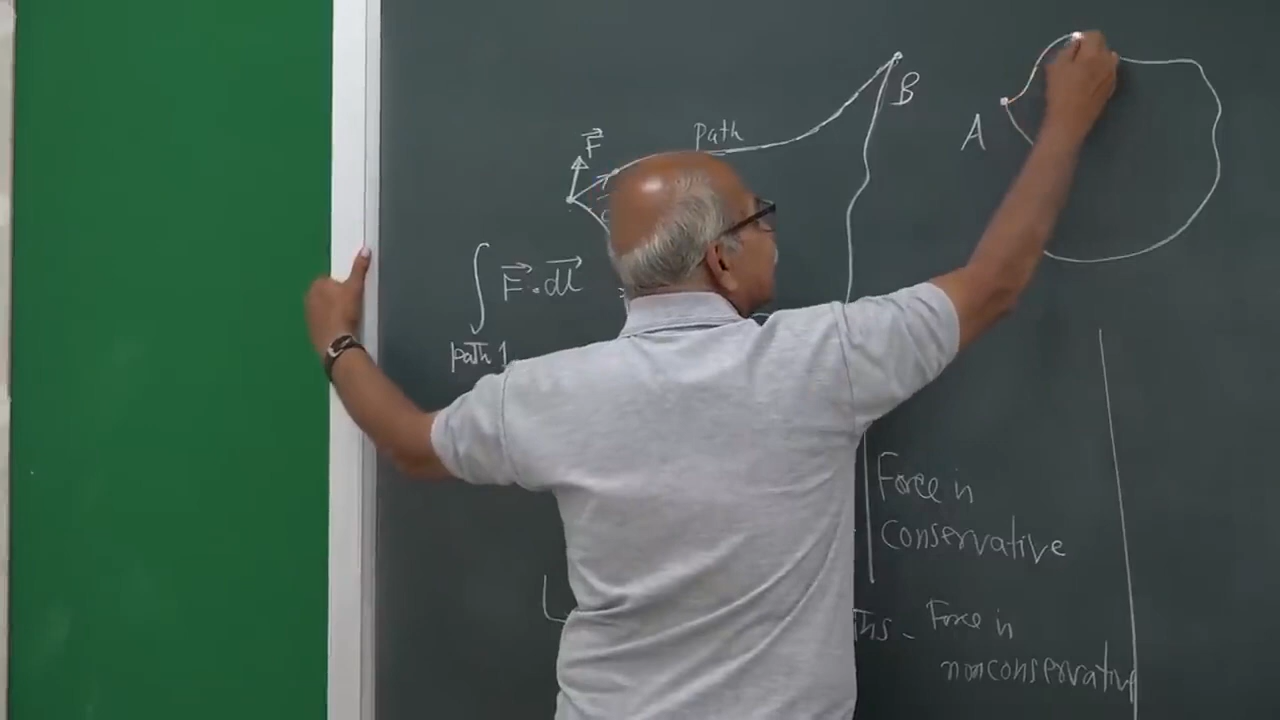 F⃗
path
B
A
∫ F⃗ · dl⃗
path 1
Force is
conservative
Force is
nonconservative